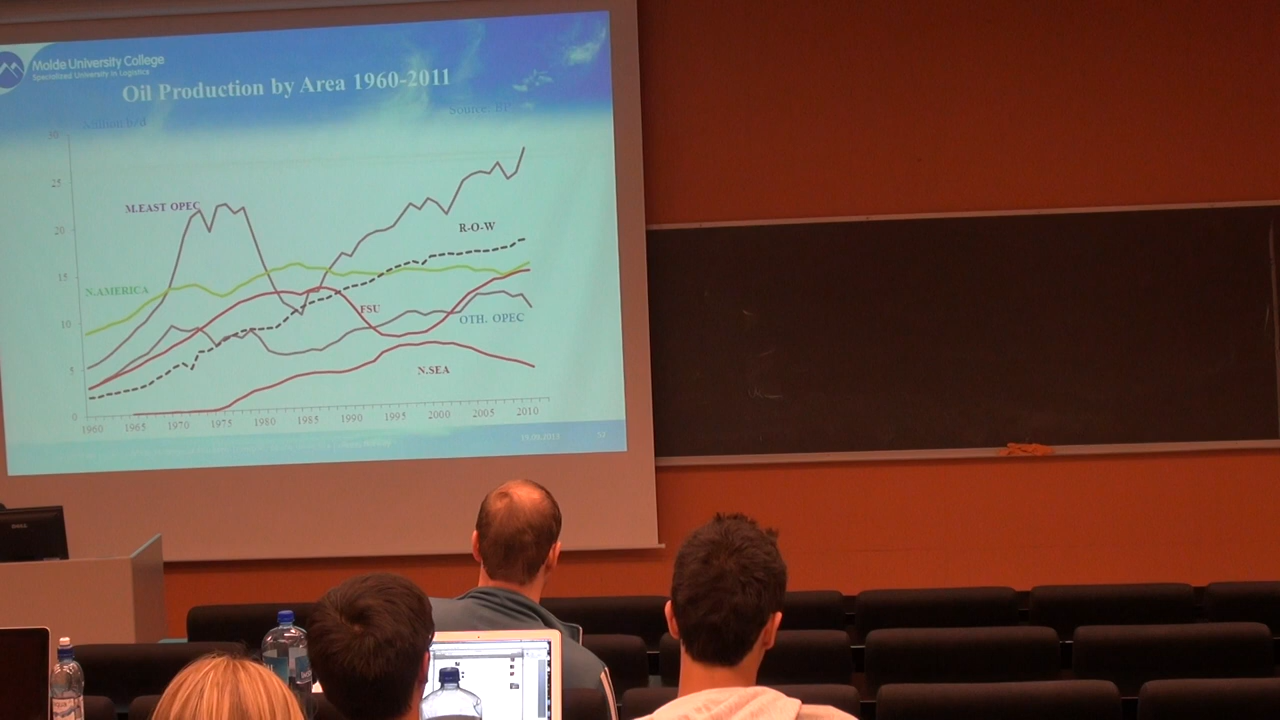 Molde University College
Specialized University in Logistics
Oil Production by Area 1960-2011
Million b/d
Source: BP
30
25
M.EAST OPEC
20
R-O-W
15
N.AMERICA
FSU
10
OTH. OPEC
5
N.SEA
0
1960 1965 1970 1975 1980 1985 1990 1995 2000 2005 2010
DELL